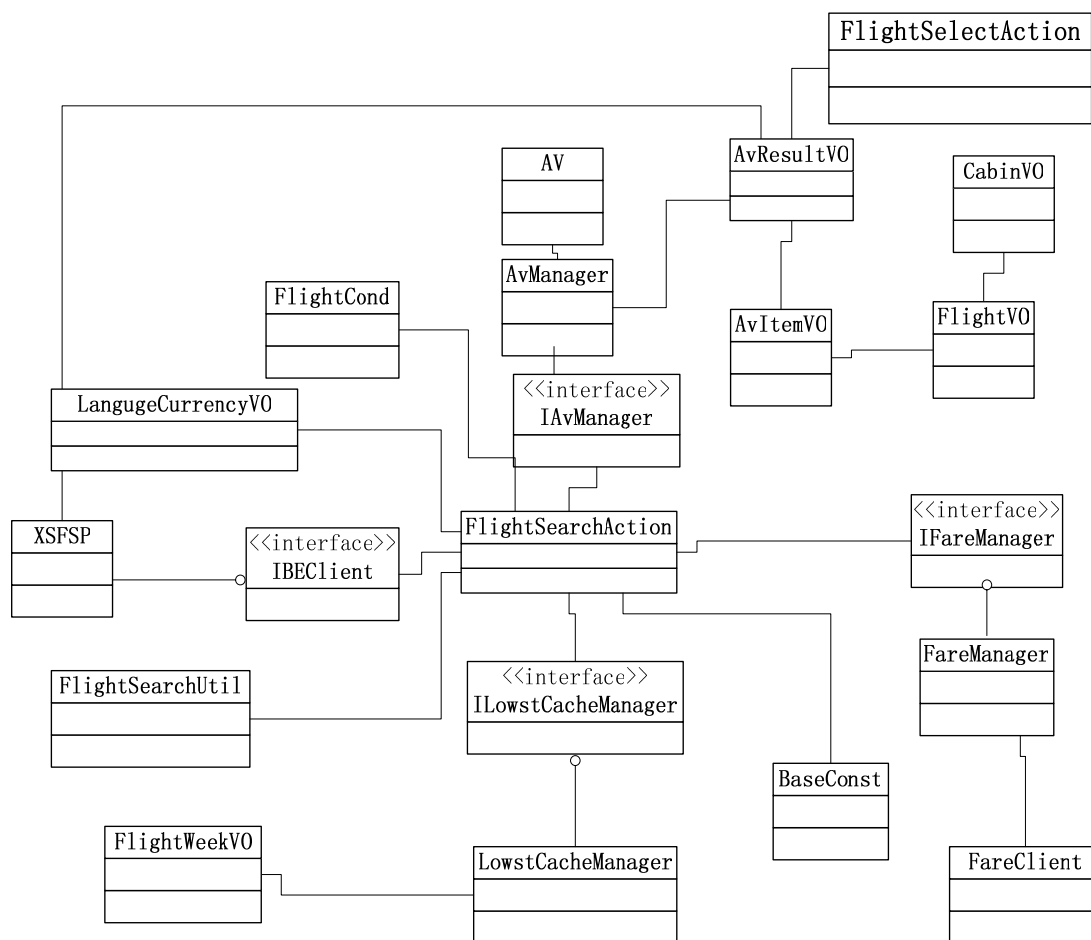 FlightSelectAction
AvResultVO
AV
CabinVO
AvManager
FlightCond
AvItemVO
FlightVO
<<interface>>
IAvManager
LangugeCurrencyVO
<<interface>>
IFareManager
FlightSearchAction
XSFSP
<<interface>>
IBEClient
FareManager
FlightSearchUtil
<<interface>>
ILowstCacheManager
BaseConst
FlightWeekVO
LowstCacheManager
FareClient